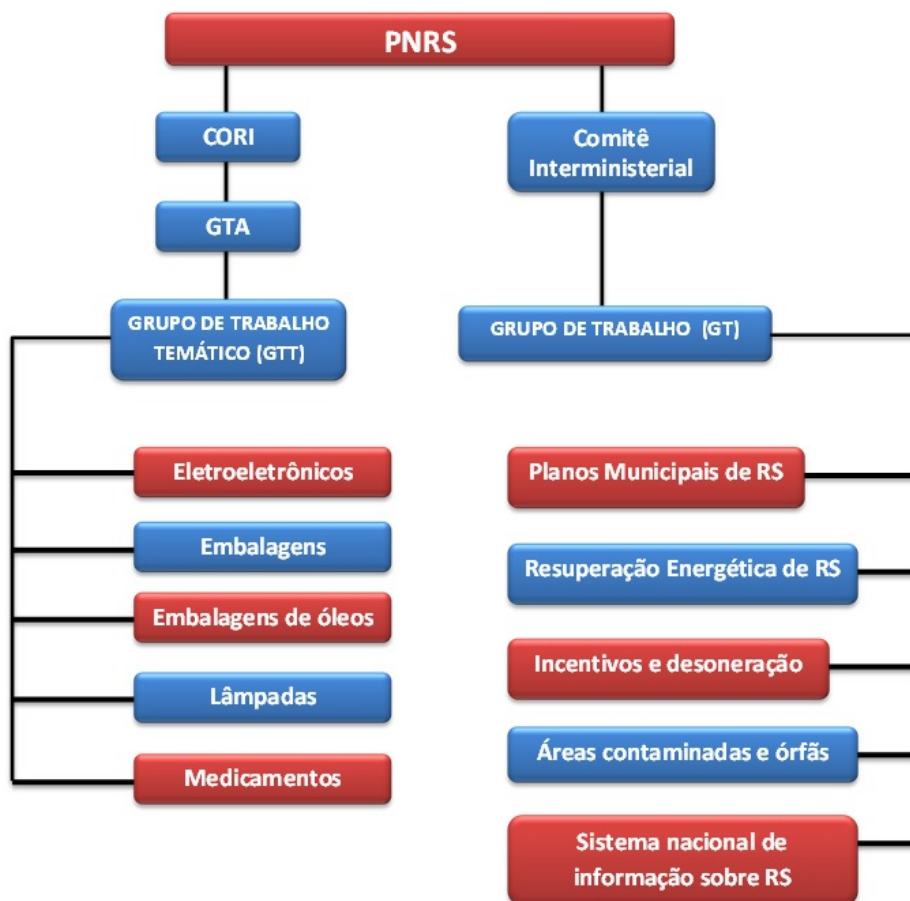 PNRS
CORI
GTA
GRUPO DE TRABALHO
TEMÁTICO (GTT)
Eletroeletrônicos
Embalagens
Embalagens de óleos
Lâmpadas
Medicamentos
Comitê
Interministerial
GRUPO DE TRABALHO (GT)
Planos Municipais de RS
Resuperação Energética de RS
Incentivos e desoneração
Áreas contaminadas e órfãs
Sistema nacional de
informação sobre RS